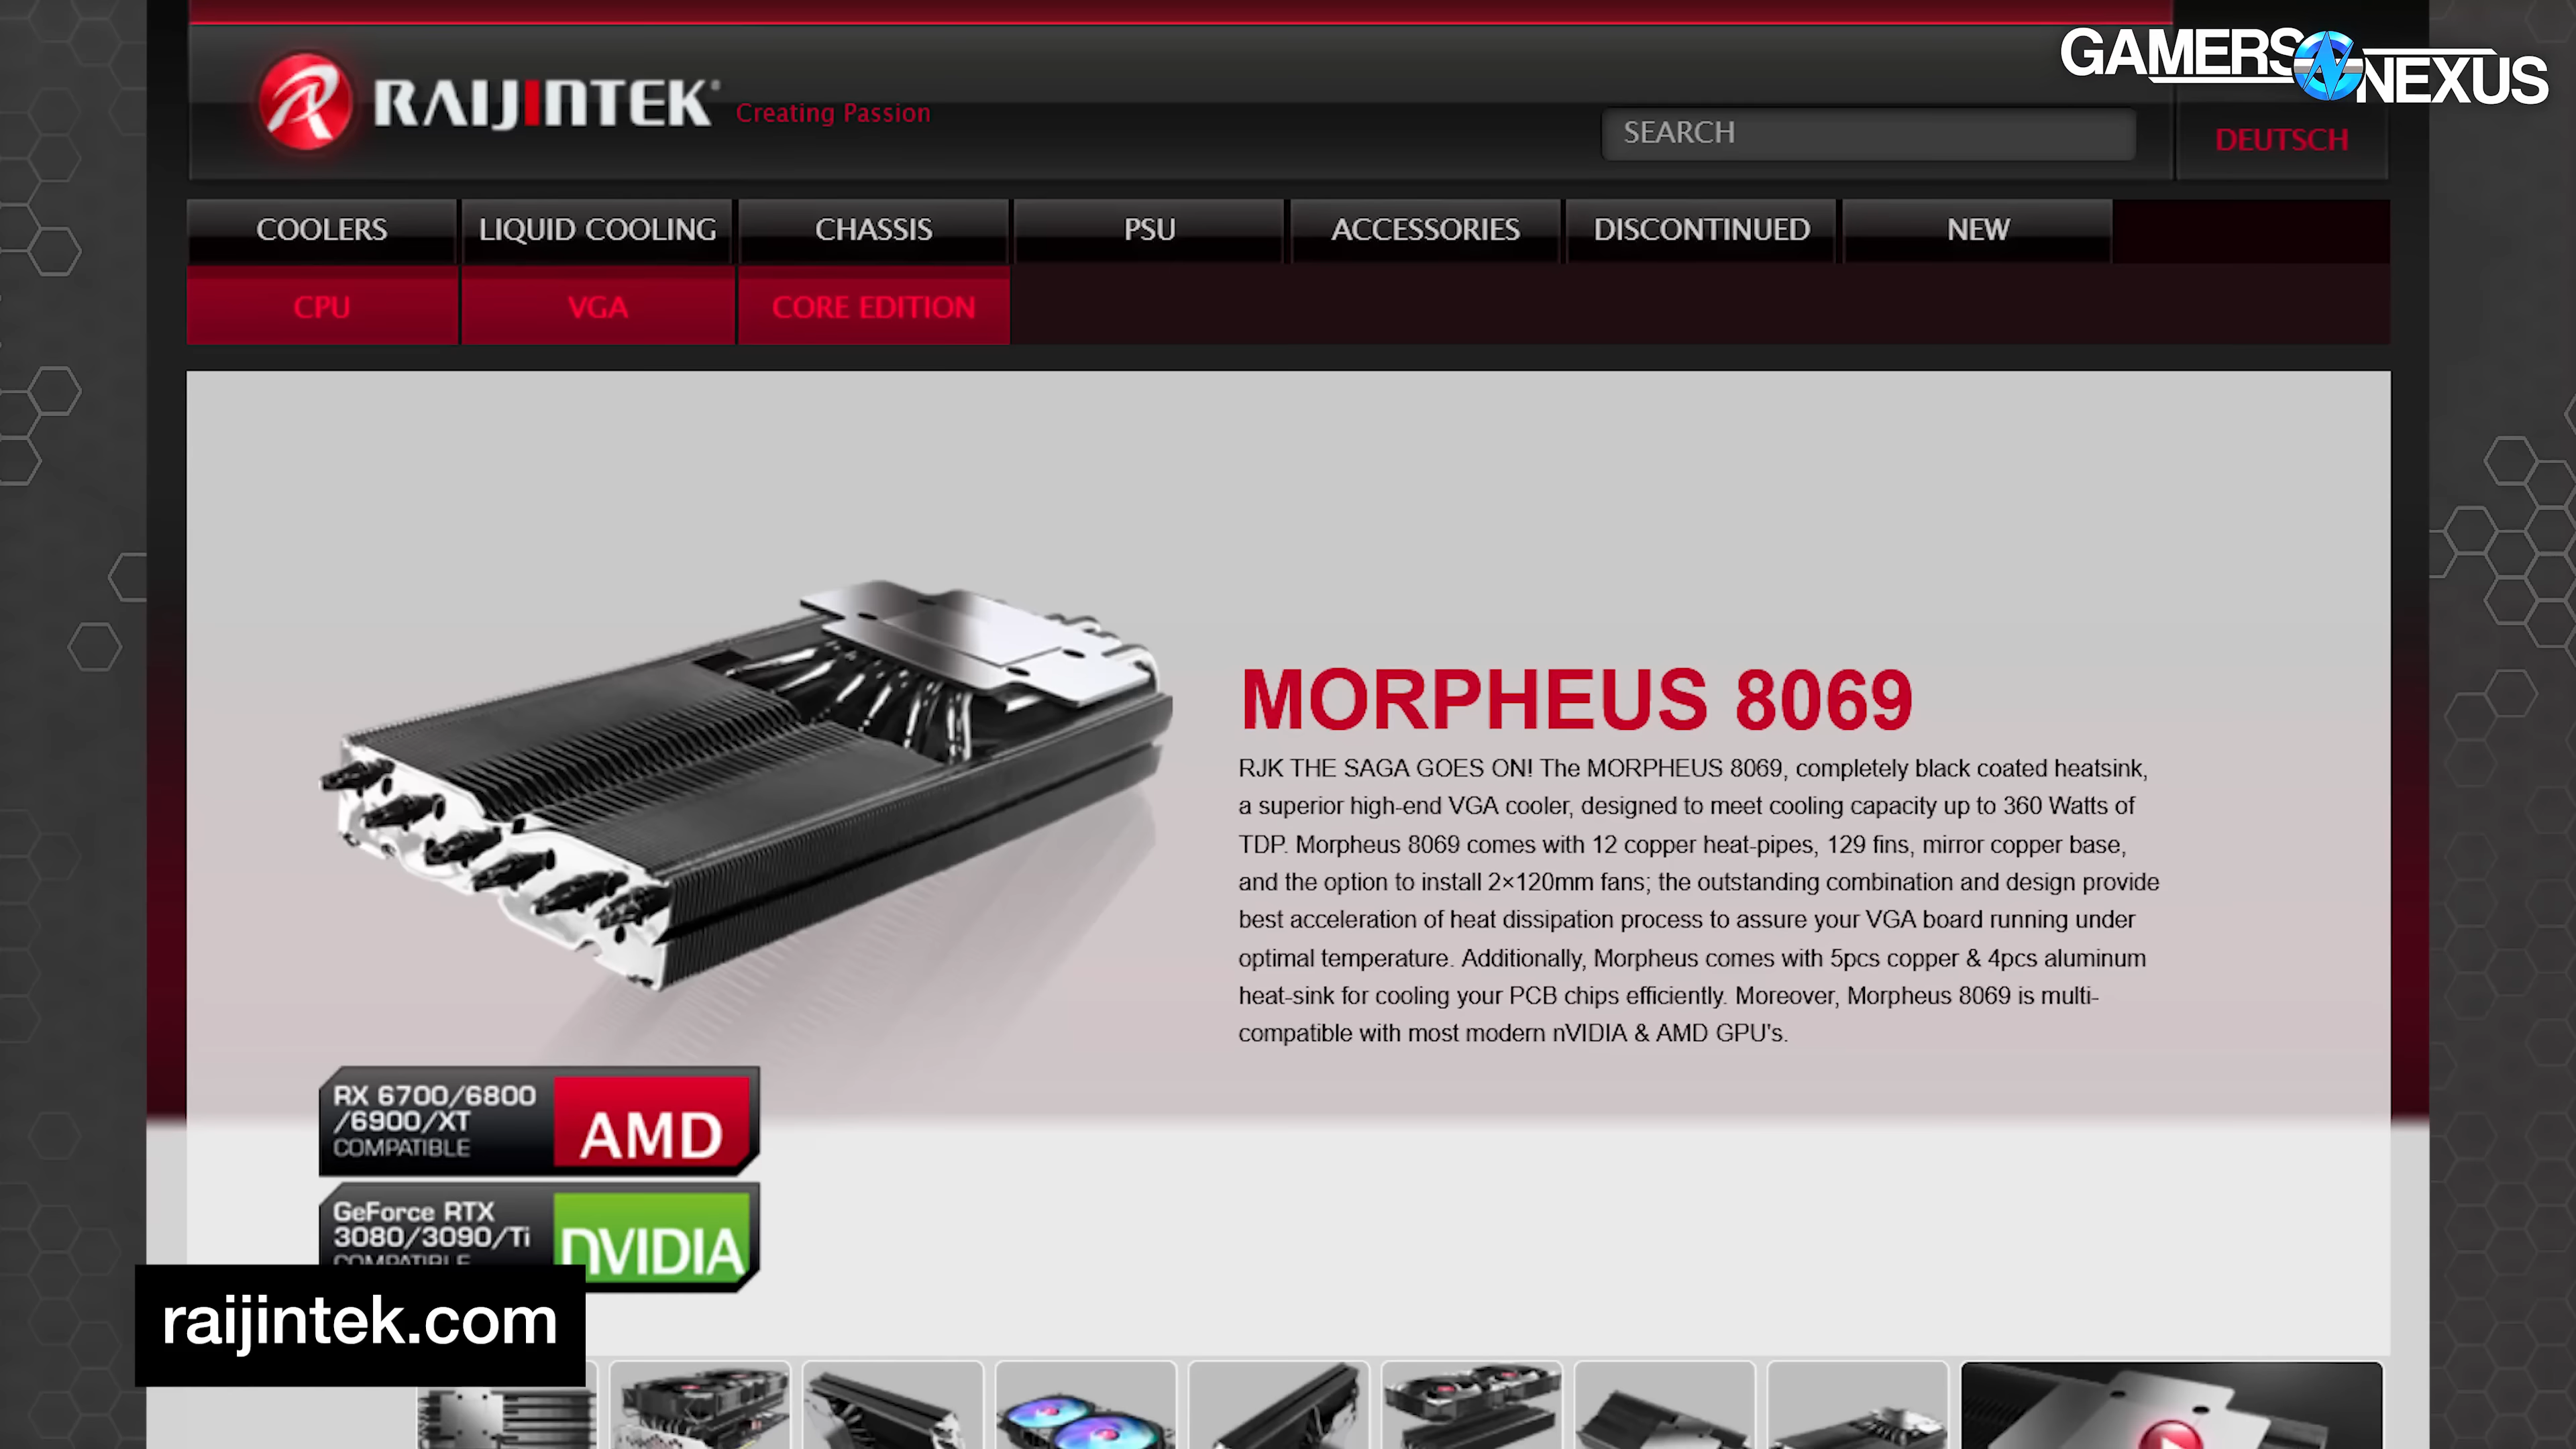 GAMERS NEXUS
RAIJINTEK®
Creating Passion
SEARCH
DEUTSCH
COOLERS
LIQUID COOLING
CHASSIS
PSU
ACCESSORIES
DISCONTINUED
NEW
CPU
VGA
CORE EDITION
MORPHEUS 8069
RJK THE SAGA GOES ON! The MORPHEUS 8069, completely black coated heatsink,
a superior high-end VGA cooler, designed to meet cooling capacity up to 360 Watts of
TDP. Morpheus 8069 comes with 12 copper heat-pipes, 129 fins, mirror copper base,
and the option to install 2×120mm fans; the outstanding combination and design provide
best acceleration of heat dissipation process to assure your VGA board running under
optimal temperature. Additionally, Morpheus comes with 5pcs copper & 4pcs aluminum
heat-sink for cooling your PCB chips efficiently. Moreover, Morpheus 8069 is multi-
compatible with most modern nVIDIA & AMD GPU's.
RX 6700/6800
/6900/XT
COMPATIBLE
AMD
GeForce RTX
3080/3090/Ti
COMPATIBLE
nVIDIA
raijintek.com